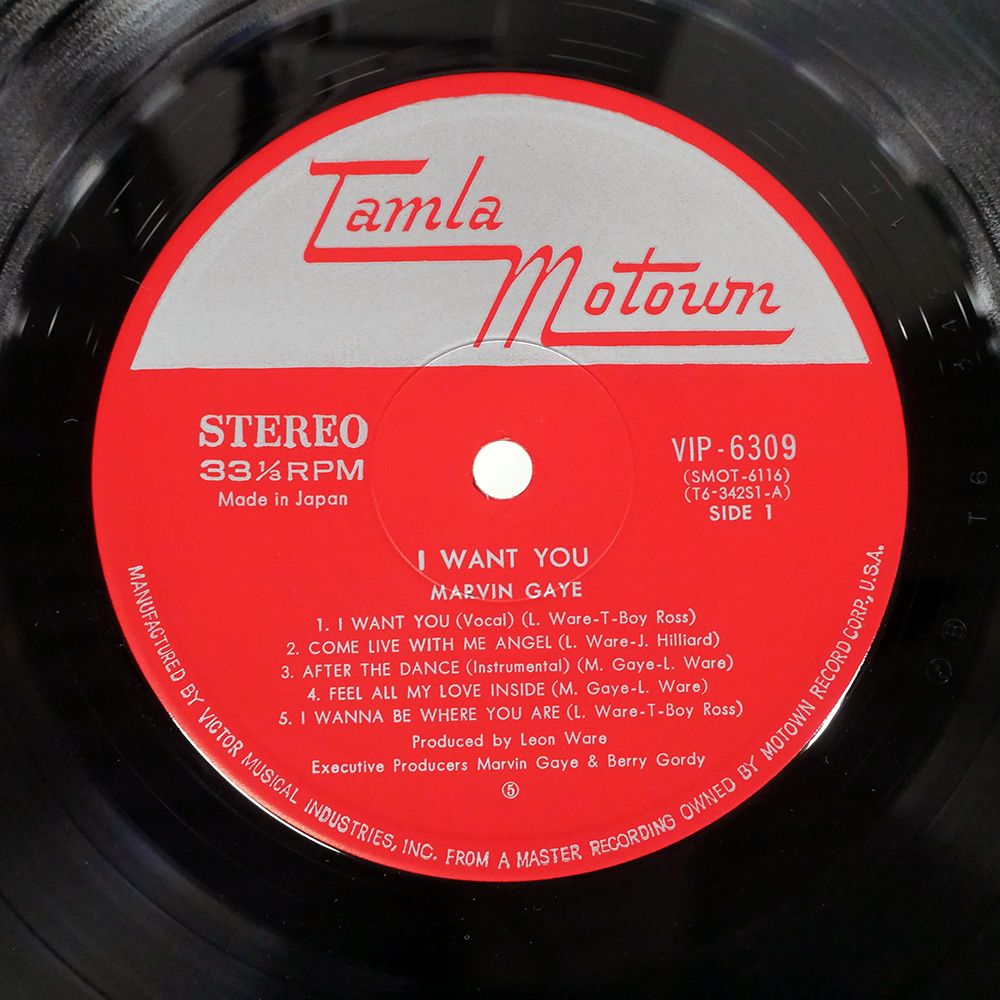 Tamla
Motown
STEREO
33⅓ RPM
Made in Japan
VIP-6309
(SMOT-6116)
(T6-342S1-A)
SIDE 1
I WANT YOU
MARVIN GAYE
1. I WANT YOU (Vocal) (L. Ware-T-Boy Ross)
2. COME LIVE WITH ME ANGEL (L. Ware-J. Hilliard)
3. AFTER THE DANCE (Instrumental) (M. Gaye-L. Ware)
4. FEEL ALL MY LOVE INSIDE (M. Gaye-L. Ware)
5. I WANNA BE WHERE YOU ARE (L. Ware-T-Boy Ross)
Produced by Leon Ware
Executive Producers Marvin Gaye & Berry Gordy
⑤
MANUFACTURED BY VICTOR MUSICAL INDUSTRIES, INC. FROM A MASTER RECORDING OWNED BY MOTOWN RECORD CORP., U.S.A.